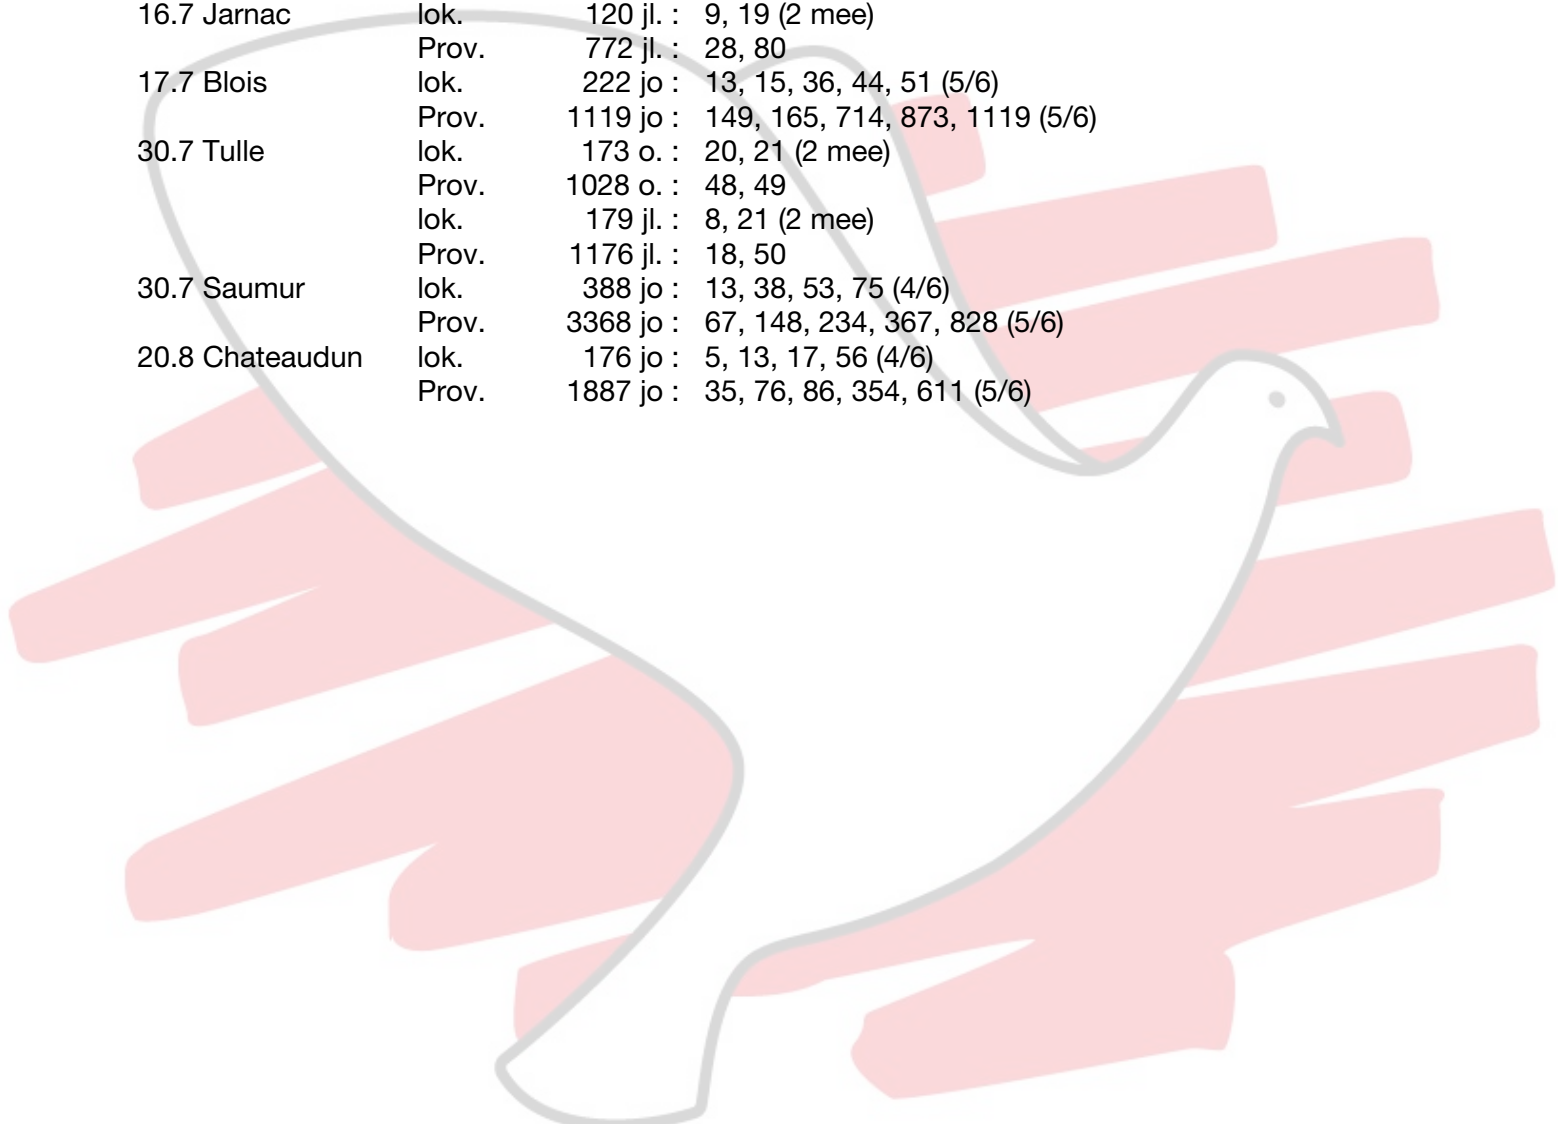 16.7 Jarnac lok. 120 jl. : 9, 19 (2 mee)
Prov. 772 jl. : 28, 80
17.7 Blois lok. 222 jo : 13, 15, 36, 44, 51 (5/6)
Prov. 1119 jo : 149, 165, 714, 873, 1119 (5/6)
30.7 Tulle lok. 173 o. : 20, 21 (2 mee)
Prov. 1028 o. : 48, 49
lok. 179 jl. : 8, 21 (2 mee)
Prov. 1176 jl. : 18, 50
30.7 Saumur lok. 388 jo : 13, 38, 53, 75 (4/6)
Prov. 3368 jo : 67, 148, 234, 367, 828 (5/6)
20.8 Chateaudun lok. 176 jo : 5, 13, 17, 56 (4/6)
Prov. 1887 jo : 35, 76, 86, 354, 611 (5/6)